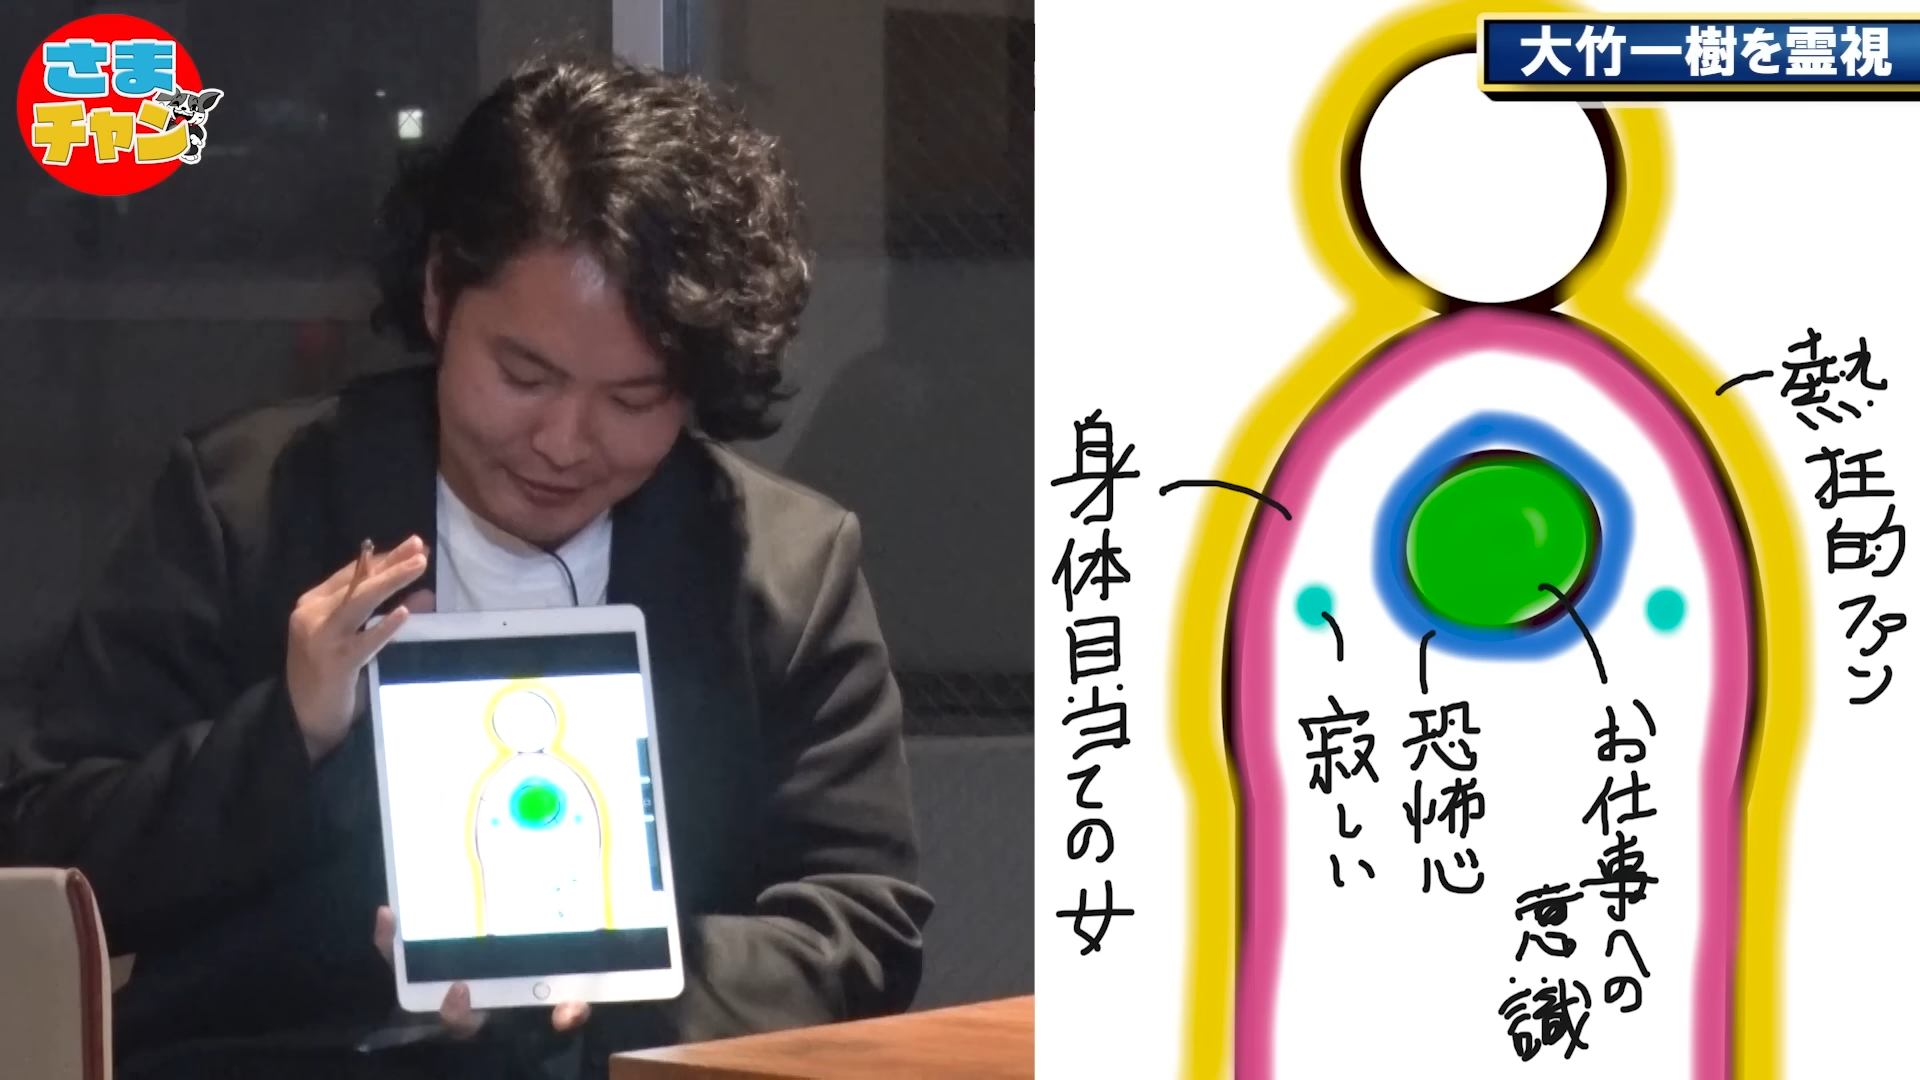 さま
チャン
大竹一樹を霊視
熱狂的ファン
身体目当ての女
寂しい
恐怖心
お仕事への
意識